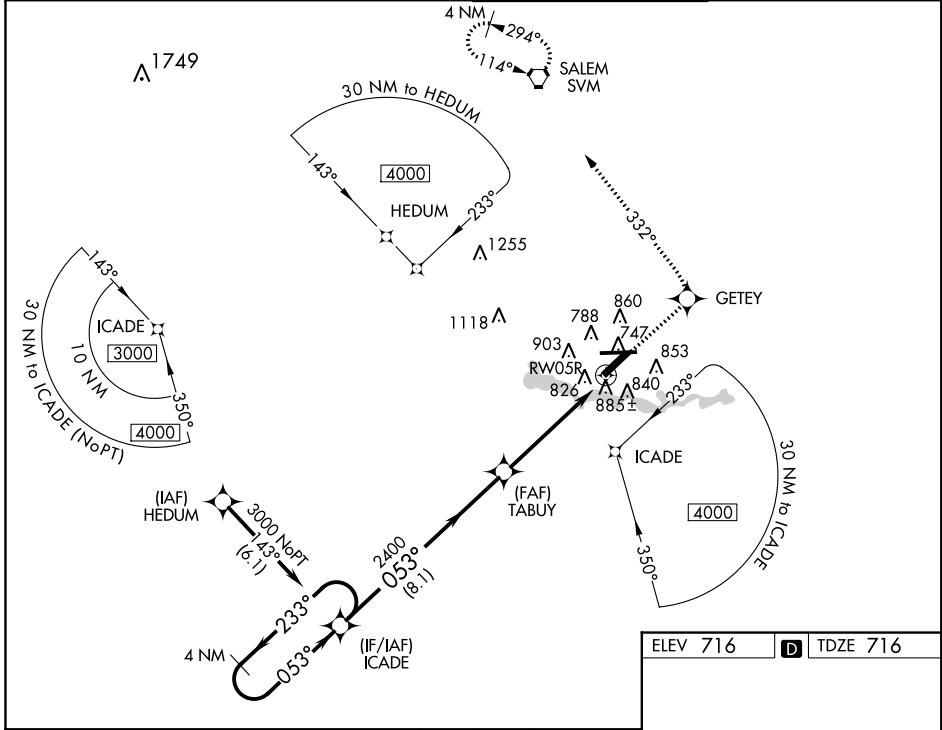 4 NM
294°
114°
SALEM
SVM
1749
30 NM to HEDUM
143°
4000
233°
HEDUM
1255
332°
143°
ICADE
3000
10 NM
350°
4000
30 NM to ICADE (NoPT)
1118
788
860
GETEY
747
903
853
RW05R
826
840
885±
233°
ICADE
4000
350°
30 NM to ICADE
(FAF)
TABUY
(IAF)
HEDUM
3000 NoPT
143°
(6.1)
2400
053°
(8.1)
233°
053°
4 NM
(IF/IAF)
ICADE
ELEV 716
D
TDZE 716